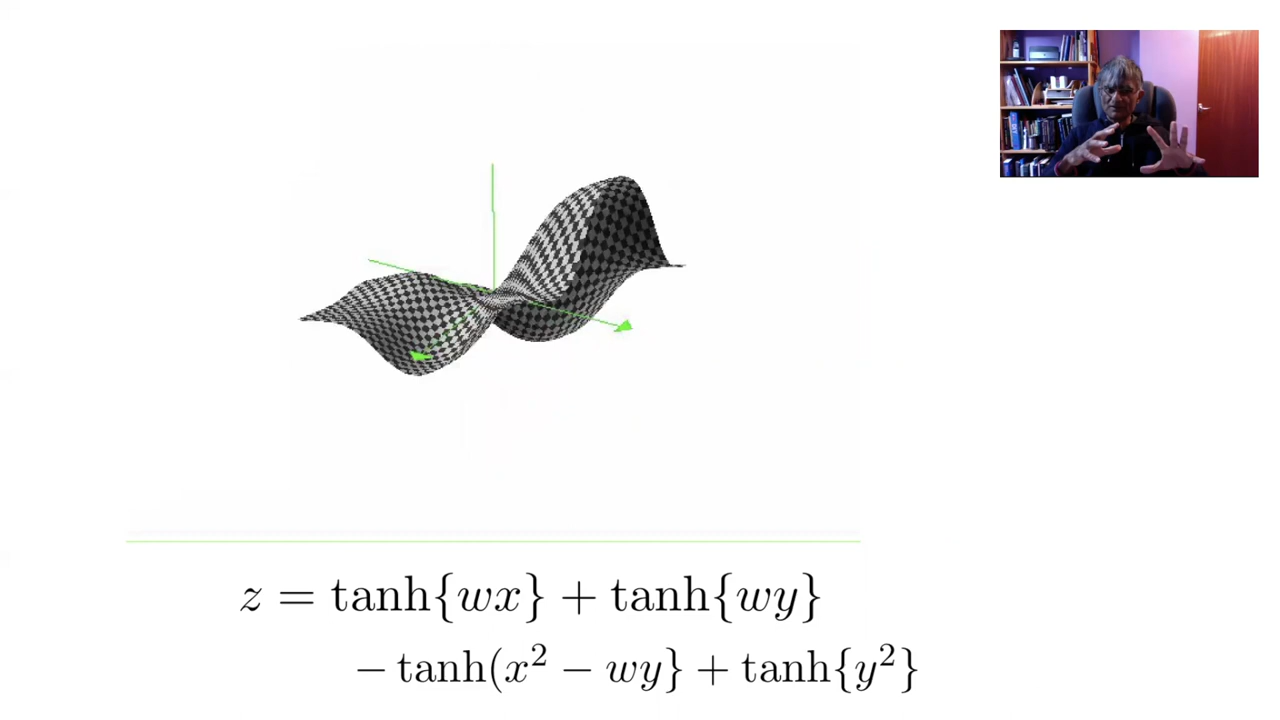 z = tanh{wx} + tanh{wy}
− tanh(x² − wy} + tanh{y²}